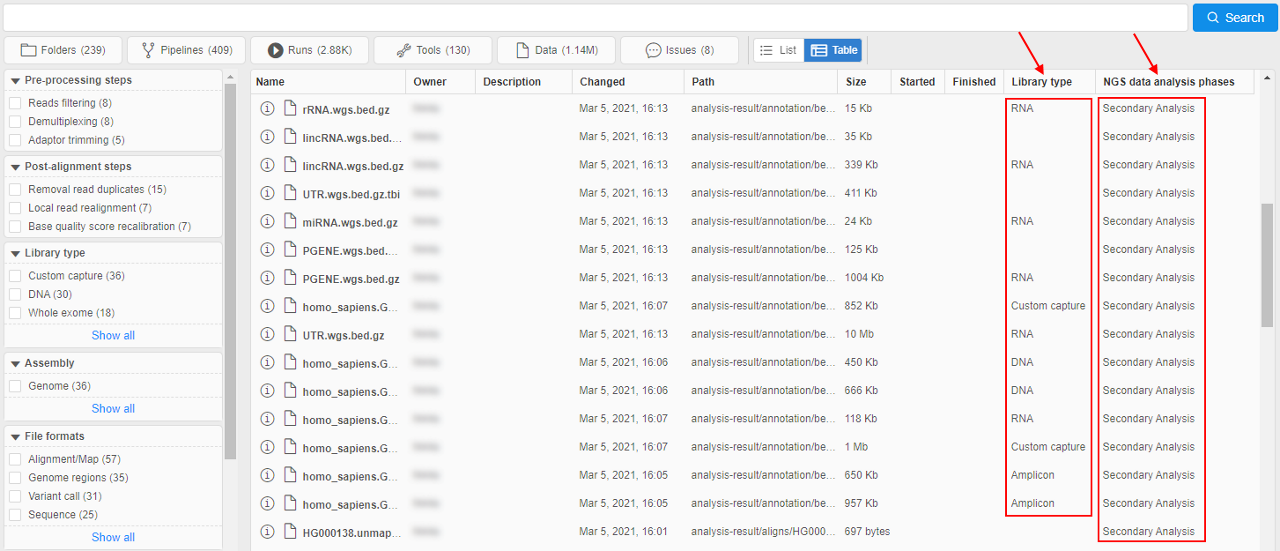 Search
Folders (239) Pipelines (409) Runs (2.88K) Tools (130) Data (1.14M) Issues (8) List Table
Pre-processing steps
Reads filtering (8)
Demultiplexing (8)
Adaptor trimming (5)
Post-alignment steps
Removal read duplicates (15)
Local read realignment (7)
Base quality score recalibration (7)
Library type
Custom capture (36)
DNA (30)
Whole exome (18)
Show all
Assembly
Genome (36)
Show all
File formats
Alignment/Map (57)
Genome regions (35)
Variant call (31)
Sequence (25)
Show all
Name Owner Description Changed Path Size Started Finished Library type NGS data analysis phases
rRNA.wgs.bed.gz Mar 5, 2021, 16:13 analysis-result/annotation/be... 15 Kb RNA Secondary Analysis
lincRNA.wgs.bed.... Mar 5, 2021, 16:13 analysis-result/annotation/be... 35 Kb Secondary Analysis
lincRNA.wgs.bed.gz Mar 5, 2021, 16:13 analysis-result/annotation/be... 339 Kb RNA Secondary Analysis
UTR.wgs.bed.gz.tbi Mar 5, 2021, 16:13 analysis-result/annotation/be... 411 Kb Secondary Analysis
miRNA.wgs.bed.gz Mar 5, 2021, 16:13 analysis-result/annotation/be... 24 Kb RNA Secondary Analysis
PGENE.wgs.bed.... Mar 5, 2021, 16:13 analysis-result/annotation/be... 125 Kb Secondary Analysis
PGENE.wgs.bed.gz Mar 5, 2021, 16:13 analysis-result/annotation/be... 1004 Kb RNA Secondary Analysis
homo_sapiens.G... Mar 5, 2021, 16:07 analysis-result/annotation/be... 852 Kb Custom capture Secondary Analysis
UTR.wgs.bed.gz Mar 5, 2021, 16:13 analysis-result/annotation/be... 10 Mb RNA Secondary Analysis
homo_sapiens.G... Mar 5, 2021, 16:06 analysis-result/annotation/be... 450 Kb DNA Secondary Analysis
homo_sapiens.G... Mar 5, 2021, 16:06 analysis-result/annotation/be... 666 Kb DNA Secondary Analysis
homo_sapiens.G... Mar 5, 2021, 16:07 analysis-result/annotation/be... 118 Kb RNA Secondary Analysis
homo_sapiens.G... Mar 5, 2021, 16:07 analysis-result/annotation/be... 1 Mb Custom capture Secondary Analysis
homo_sapiens.G... Mar 5, 2021, 16:05 analysis-result/annotation/be... 650 Kb Amplicon Secondary Analysis
homo_sapiens.G... Mar 5, 2021, 16:05 analysis-result/annotation/be... 957 Kb Amplicon Secondary Analysis
HG000138.unmap... Mar 5, 2021, 16:01 analysis-result/aligns/HG000... 697 bytes Secondary Analysis